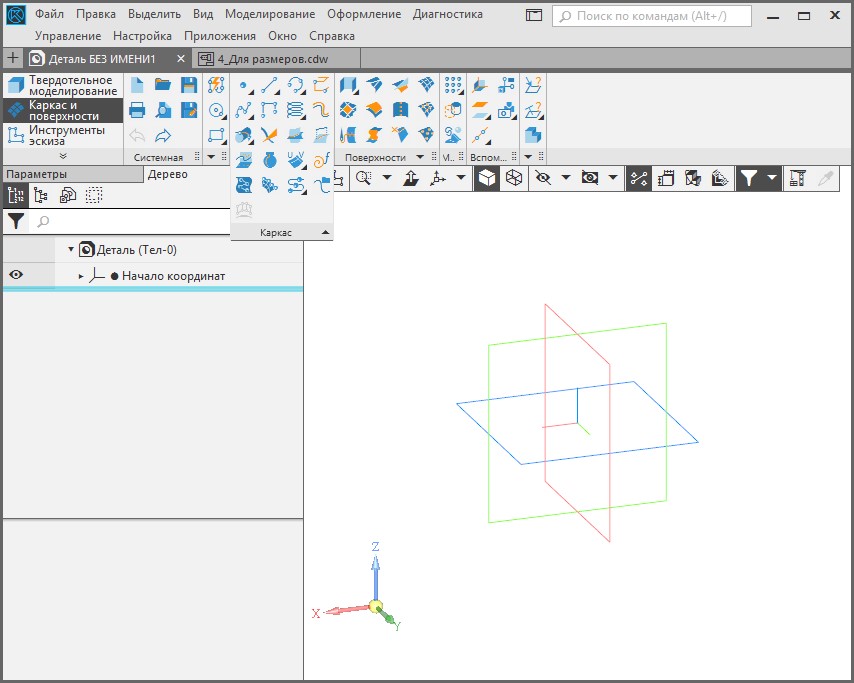 Файл Правка Выделить Вид Моделирование Оформление Диагностика
Поиск по командам (Alt+/)
Управление Настройка Приложения Окно Справка
Деталь БЕЗ ИМЕНИ1
4_Для размеров.cdw
Твердотельное
моделирование
Каркас и
поверхности
Инструменты
эскиза
Системная
Поверхности
М..
Вспом...
Каркас
Параметры
Дерево
Деталь (Тел-0)
Начало координат
Z
X
Y